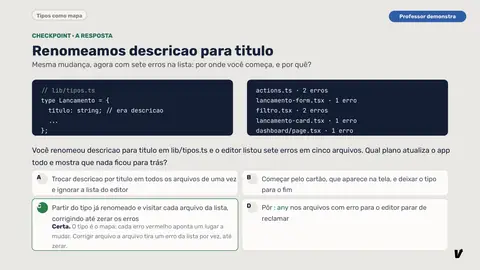 Tipos como mapa
Professor demonstra
CHECKPOINT · A RESPOSTA
Renomeamos descricao para titulo
Mesma mudança, agora com sete erros na lista: por onde você começa, e por quê?
// lib/tipos.ts
type Lancamento = {
titulo: string; // era descricao
...
};
actions.ts · 2 erros
lancamento-form.tsx · 1 erro
filtro.tsx · 2 erros
lancamento-card.tsx · 1 erro
dashboard/page.tsx · 1 erro
Você renomeou descricao para titulo em lib/tipos.ts e o editor listou sete erros em cinco arquivos. Qual plano atualiza o app
todo e mostra que nada ficou para trás?
A
Trocar descricao por titulo em todos os arquivos de uma vez
e ignorar a lista do editor
B
Começar pelo cartão, que aparece na tela, e deixar o tipo
para o fim
Partir do tipo já renomeado e visitar cada arquivo da lista,
corrigindo até zerar os erros
Certa. O tipo é o mapa: cada erro vermelho aponta um lugar a
mudar. Corrigir arquivo a arquivo tira um erro da lista por vez, até
zerar.
D
Pôr : any nos arquivos com erro para o editor parar de
reclamar